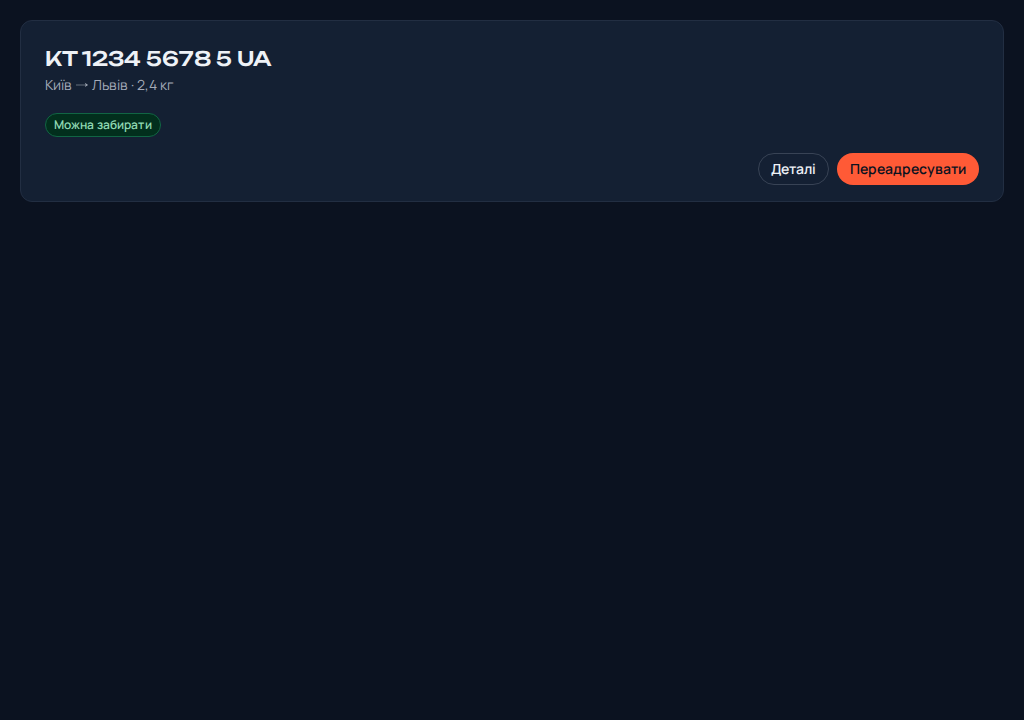 KT 1234 5678 5 UA
Київ → Львів · 2,4 кг
Можна забирати
Деталі
Переадресувати